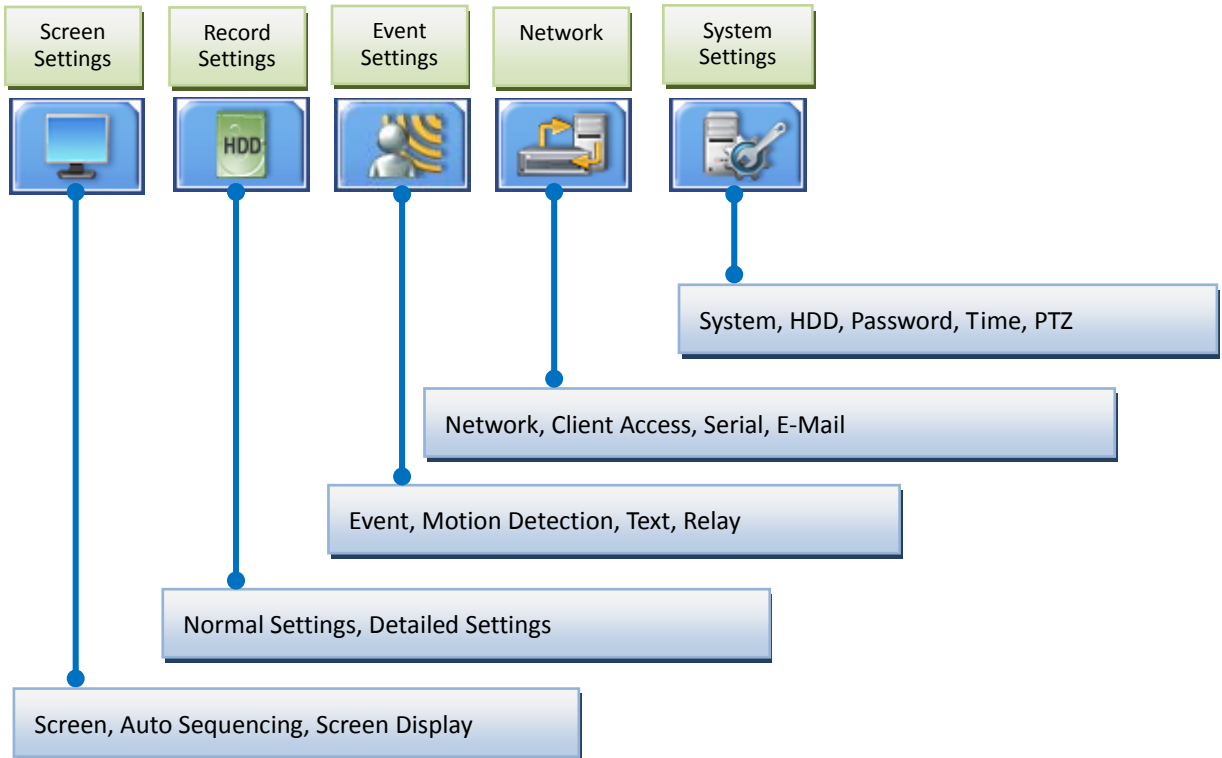 Screen
Settings
Record
Settings
Event
Settings
Network
System
Settings
HDD
System, HDD, Password, Time, PTZ
Network, Client Access, Serial, E-Mail
Event, Motion Detection, Text, Relay
Normal Settings, Detailed Settings
Screen, Auto Sequencing, Screen Display